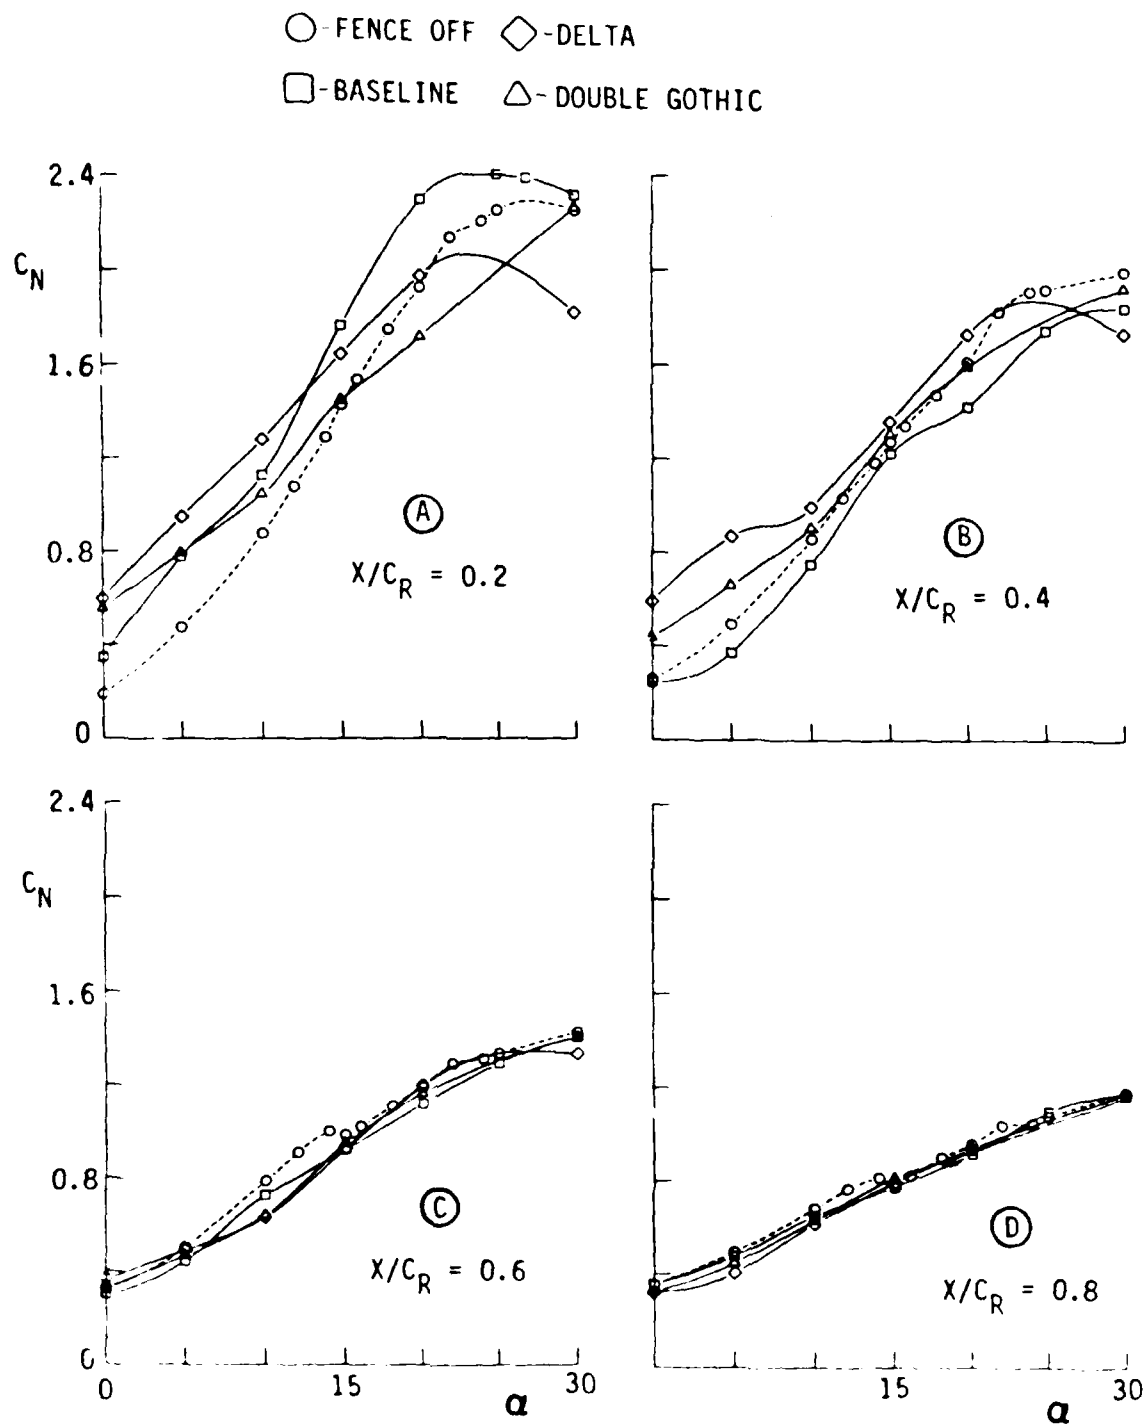 FENCE OFF
DELTA
BASELINE
DOUBLE GOTHIC
2.4
C_N
1.6
0.8
0
A
X/C_R = 0.2
B
X/C_R = 0.4
2.4
C_N
1.6
0.8
0
C
X/C_R = 0.6
D
X/C_R = 0.8
0
15
30
α
15
30
α